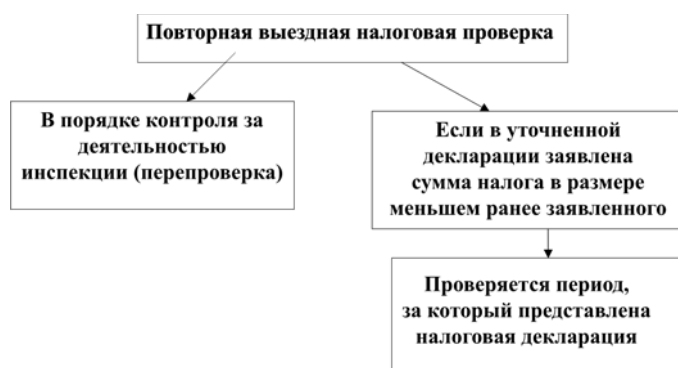 Повторная выездная налоговая проверка
В порядке контроля за
деятельностью
инспекции (перепроверка)
Если в уточненной
декларации заявлена
сумма налога в размере
меньшем ранее заявленного
Проверяется период,
за который представлена
налоговая декларация